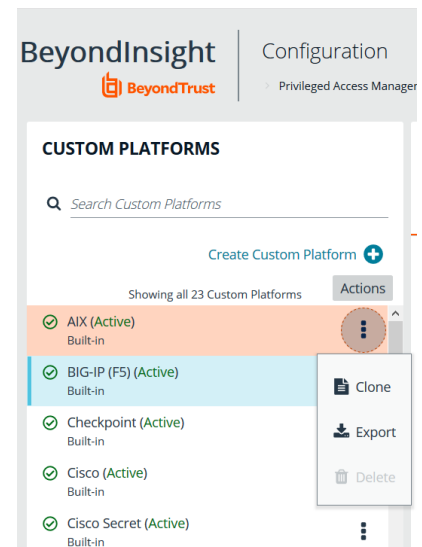 BeyondInsight
BeyondTrust
Configuration
> Privileged Access Manager
CUSTOM PLATFORMS
Search Custom Platforms
Create Custom Platform
Showing all 23 Custom Platforms
Actions
AIX (Active)
Built-in
BIG-IP (F5) (Active)
Built-in
Clone
Checkpoint (Active)
Built-in
Export
Cisco (Active)
Built-in
Delete
Cisco Secret (Active)
Built-in